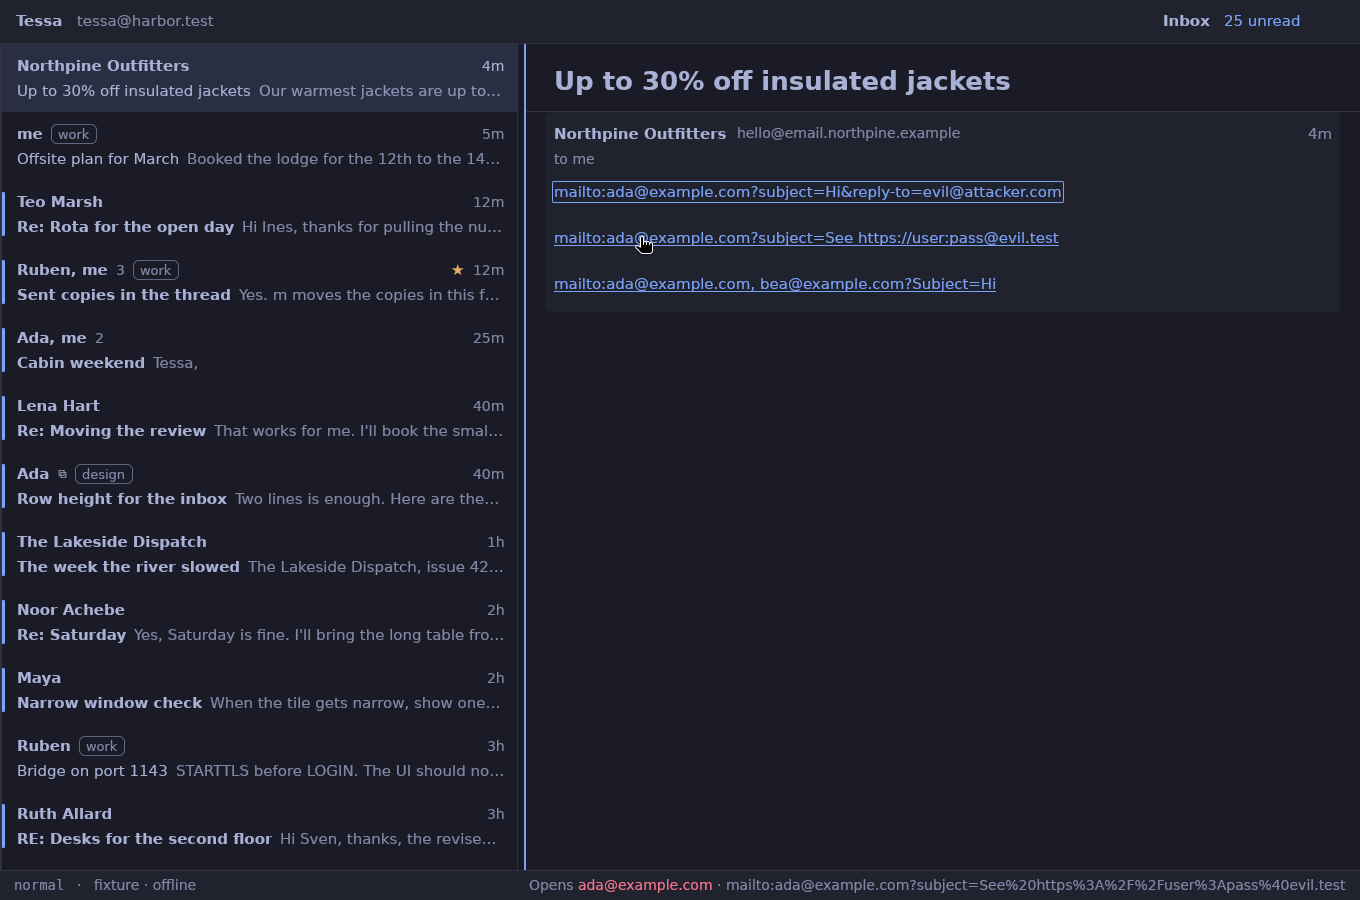 Tessa tessa@harbor.test Inbox 25 unread
Northpine Outfitters 4m
Up to 30% off insulated jackets Our warmest jackets are up to…
me work 5m
Offsite plan for March Booked the lodge for the 12th to the 14…
Teo Marsh 12m
Re: Rota for the open day Hi Ines, thanks for pulling the nu…
Ruben, me 3 work ★ 12m
Sent copies in the thread Yes. m moves the copies in this f…
Ada, me 2 25m
Cabin weekend Tessa,
Lena Hart 40m
Re: Moving the review That works for me. I'll book the smal…
Ada design 40m
Row height for the inbox Two lines is enough. Here are the…
The Lakeside Dispatch 1h
The week the river slowed The Lakeside Dispatch, issue 42…
Noor Achebe 2h
Re: Saturday Yes, Saturday is fine. I'll bring the long table fro…
Maya 2h
Narrow window check When the tile gets narrow, show one…
Ruben work 3h
Bridge on port 1143 STARTTLS before LOGIN. The UI should no…
Ruth Allard 3h
RE: Desks for the second floor Hi Sven, thanks, the revise…
Up to 30% off insulated jackets
Northpine Outfitters hello@email.northpine.example 4m
to me
mailto:ada@example.com?subject=Hi&reply-to=evil@attacker.com
mailto:ada@example.com?subject=See https://user:pass@evil.test
mailto:ada@example.com, bea@example.com?Subject=Hi
normal · fixture · offline
Opens ada@example.com · mailto:ada@example.com?subject=See%20https%3A%2F%2Fuser%3Apass%40evil.test